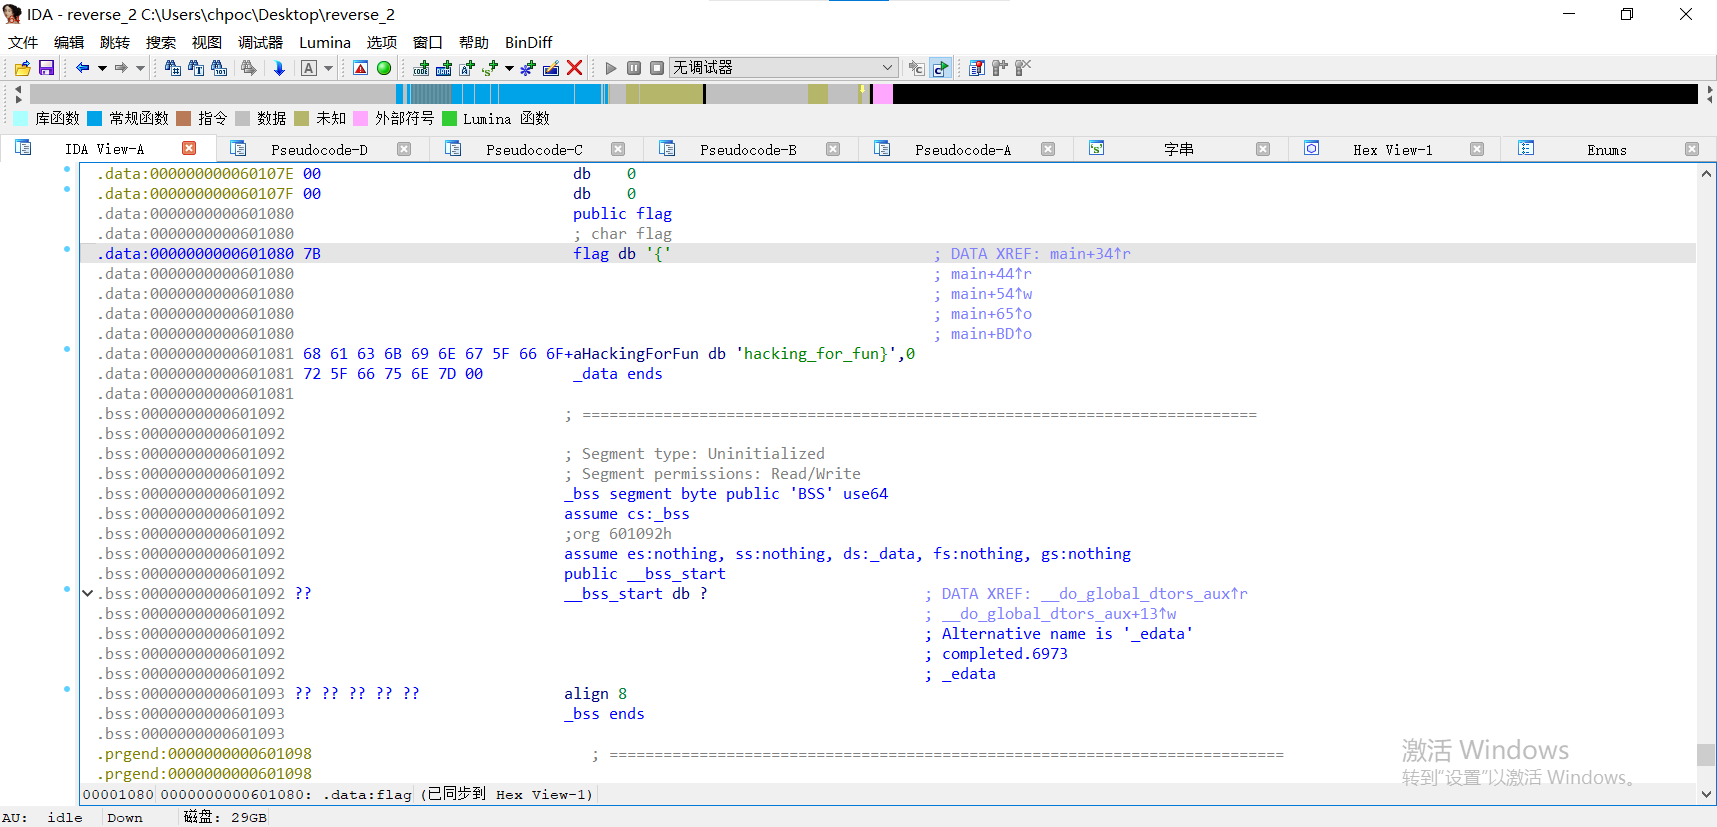 IDA - reverse_2 C:\Users\chpoc\Desktop\reverse_2
文件 编辑 跳转 搜索 视图 调试器 Lumina 选项 窗口 帮助 BinDiff
无调试器
库函数 常规函数 指令 数据 未知 外部符号 Lumina 函数
IDA View-A Pseudocode-D Pseudocode-C Pseudocode-B Pseudocode-A 字串 Hex View-1 Enums
.data:000000000060107E 00 db 0
.data:000000000060107F 00 db 0
.data:0000000000601080 public flag
.data:0000000000601080 ; char flag
.data:0000000000601080 7B flag db '{' ; DATA XREF: main+34↑r
.data:0000000000601080 ; main+44↑r
.data:0000000000601080 ; main+54↑w
.data:0000000000601080 ; main+65↑o
.data:0000000000601080 ; main+BD↑o
.data:0000000000601081 68 61 63 6B 69 6E 67 5F 66 6F+aHackingForFun db 'hacking_for_fun}',0
.data:0000000000601081 72 5F 66 75 6E 7D 00 _data ends
.data:0000000000601081
.bss:0000000000601092 ; ===========================================================================
.bss:0000000000601092
.bss:0000000000601092 ; Segment type: Uninitialized
.bss:0000000000601092 ; Segment permissions: Read/Write
.bss:0000000000601092 _bss segment byte public 'BSS' use64
.bss:0000000000601092 assume cs:_bss
.bss:0000000000601092 ;org 601092h
.bss:0000000000601092 assume es:nothing, ss:nothing, ds:_data, fs:nothing, gs:nothing
.bss:0000000000601092 public __bss_start
.bss:0000000000601092 ?? __bss_start db ? ; DATA XREF: __do_global_dtors_aux↑r
.bss:0000000000601092 ; __do_global_dtors_aux+13↑w
.bss:0000000000601092 ; Alternative name is '_edata'
.bss:0000000000601092 ; completed.6973
.bss:0000000000601092 ; _edata
.bss:0000000000601093 ?? ?? ?? ?? ?? align 8
.bss:0000000000601093 _bss ends
.bss:0000000000601093
.prgend:0000000000601098 ; ===========================================================================
.prgend:0000000000601098
激活 Windows
转到“设置”以激活 Windows。
00001080 0000000000601080: .data:flag (已同步到 Hex View-1)
AU: idle Down 磁盘: 29GB